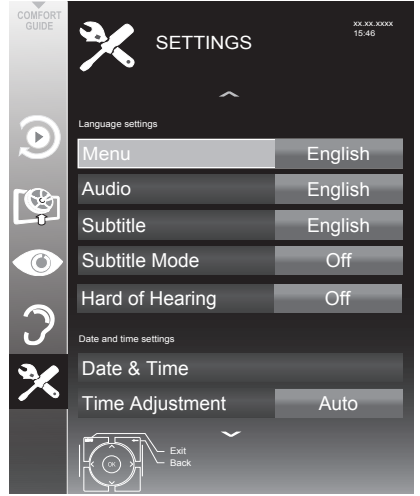 COMFORT
GUIDE
SETTINGS
xx.xx.xxxx
15:46
Language settings
Menu English
Audio English
Subtitle English
Subtitle Mode Off
Hard of Hearing Off
Date and time settings
Date & Time
Time Adjustment Auto
Exit
OK
Back